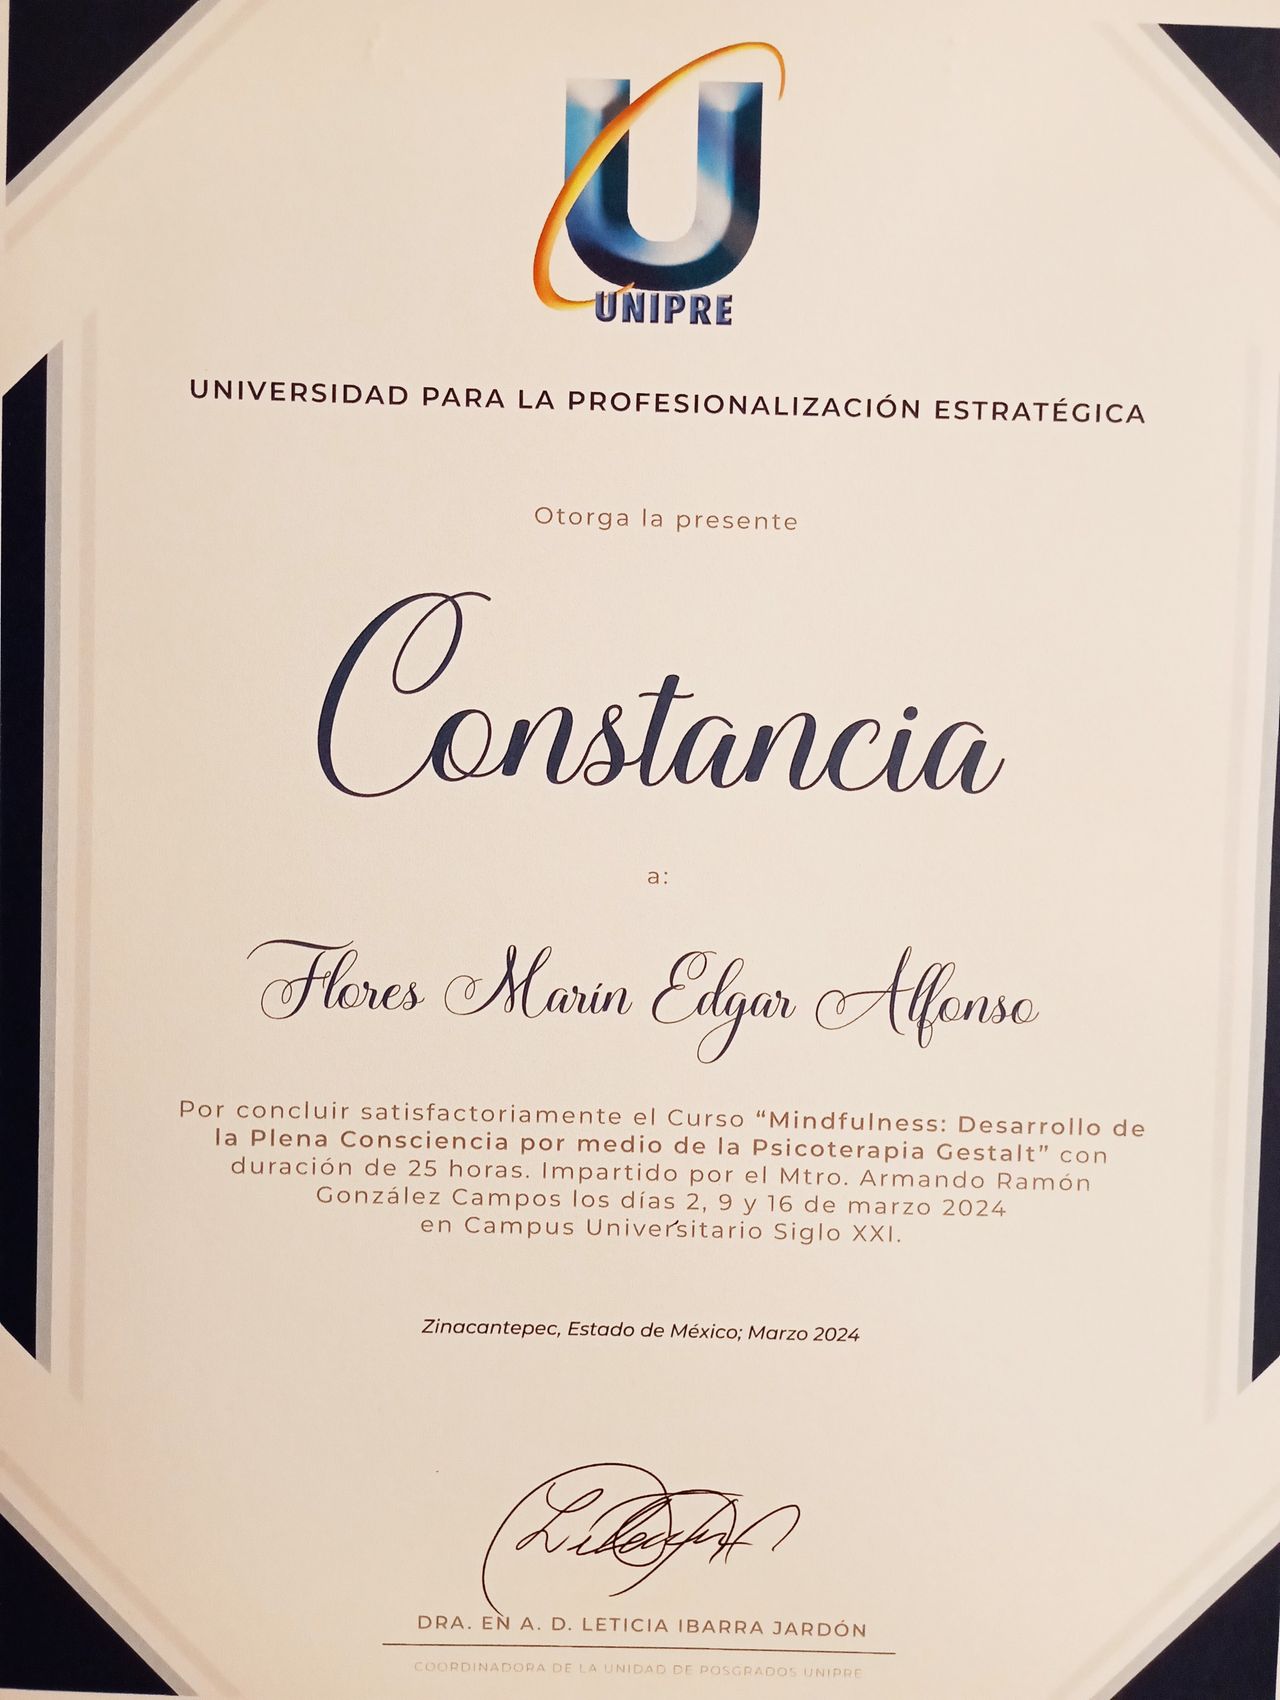 UNIPRE
UNIVERSIDAD PARA LA PROFESIONALIZACIÓN ESTRATÉGICA
Otorga la presente
Constancia
a:
Flores Marín Edgar Alfonso
Por concluir satisfactoriamente el Curso “Mindfulness: Desarrollo de
la Plena Consciencia por medio de la Psicoterapia Gestalt” con
duración de 25 horas. Impartido por el Mtro. Armando Ramón
González Campos los días 2, 9 y 16 de marzo 2024
en Campus Universitario Siglo XXI.
Zinacantepec, Estado de México; Marzo 2024
DRA. EN A. D. LETICIA IBARRA JARDÓN
COORDINADORA DE LA UNIDAD DE POSGRADOS UNIPRE